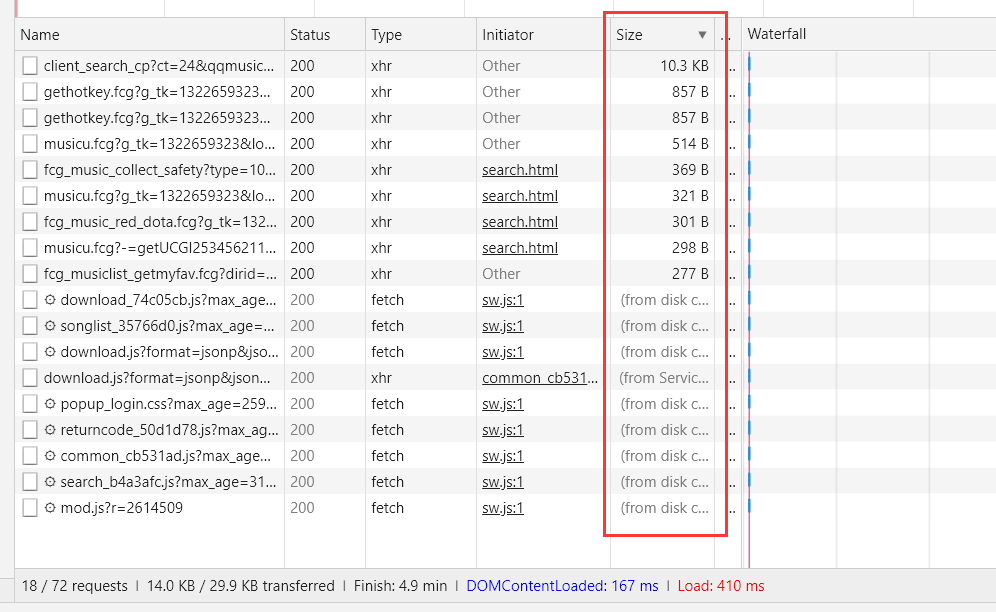 Name Status Type Initiator Size ▼ .. Waterfall
client_search_cp?ct=24&qqmusic... 200 xhr Other 10.3 KB ..
gethotkey.fcg?g_tk=1322659323... 200 xhr Other 857 B ..
gethotkey.fcg?g_tk=1322659323... 200 xhr Other 857 B ..
musicu.fcg?g_tk=1322659323&lo... 200 xhr Other 514 B ..
fcg_music_collect_safety?type=10... 200 xhr search.html 369 B ..
musicu.fcg?g_tk=1322659323&lo... 200 xhr search.html 321 B ..
fcg_music_red_dota.fcg?g_tk=132... 200 xhr search.html 301 B ..
musicu.fcg?-=getUCGI253456211... 200 xhr search.html 298 B ..
fcg_musiclist_getmyfav.fcg?dirid=... 200 xhr Other 277 B ..
download_74c05cb.js?max_age... 200 fetch sw.js:1 (from disk c... ..
songlist_35766d0.js?max_age=... 200 fetch sw.js:1 (from disk c... ..
download.js?format=jsonp&jso... 200 fetch sw.js:1 (from disk c... ..
download.js?format=jsonp&json... 200 xhr common_cb531... (from Servic... ..
popup_login.css?max_age=259... 200 fetch sw.js:1 (from disk c... ..
returncode_50d1d78.js?max_ag... 200 fetch sw.js:1 (from disk c... ..
common_cb531ad.js?max_age... 200 fetch sw.js:1 (from disk c... ..
search_b4a3afc.js?max_age=31... 200 fetch sw.js:1 (from disk c... ..
mod.js?r=2614509 200 fetch sw.js:1 (from disk c... ..
18 / 72 requests | 14.0 KB / 29.9 KB transferred | Finish: 4.9 min | DOMContentLoaded: 167 ms | Load: 410 ms